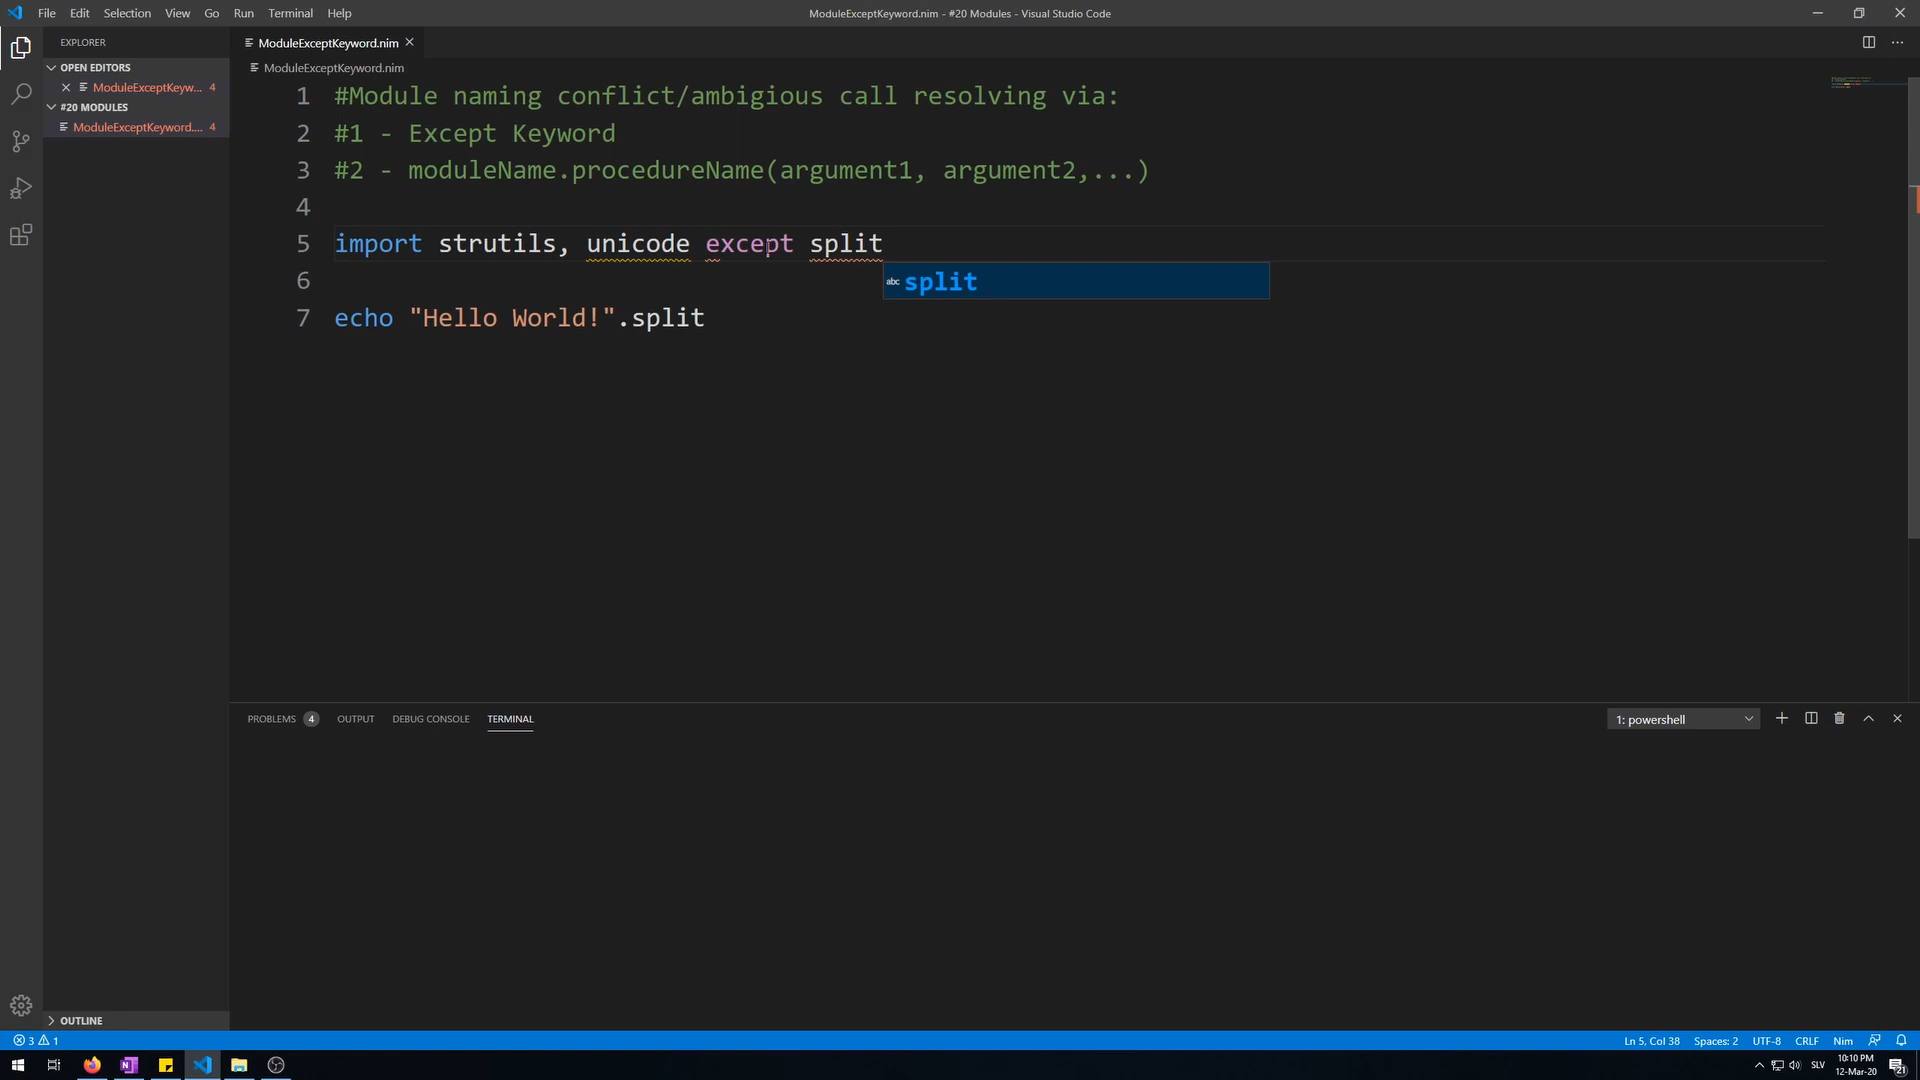 File Edit Selection View Go Run Terminal Help
ModuleExceptKeyword.nim - #20 Modules - Visual Studio Code
EXPLORER
OPEN EDITORS
ModuleExceptKeyw... 4
#20 MODULES
ModuleExceptKeyword.... 4
OUTLINE
ModuleExceptKeyword.nim
ModuleExceptKeyword.nim
1 #Module naming conflict/ambigious call resolving via:
2 #1 - Except Keyword
3 #2 - moduleName.procedureName(argument1, argument2,...)
4
5 import strutils, unicode except split
abc split
6
7 echo "Hello World!".split
PROBLEMS 4 OUTPUT DEBUG CONSOLE TERMINAL
1: powershell
3 1
Ln 5, Col 38 Spaces: 2 UTF-8 CRLF Nim
SLV
10:10 PM
12-Mar-20
21